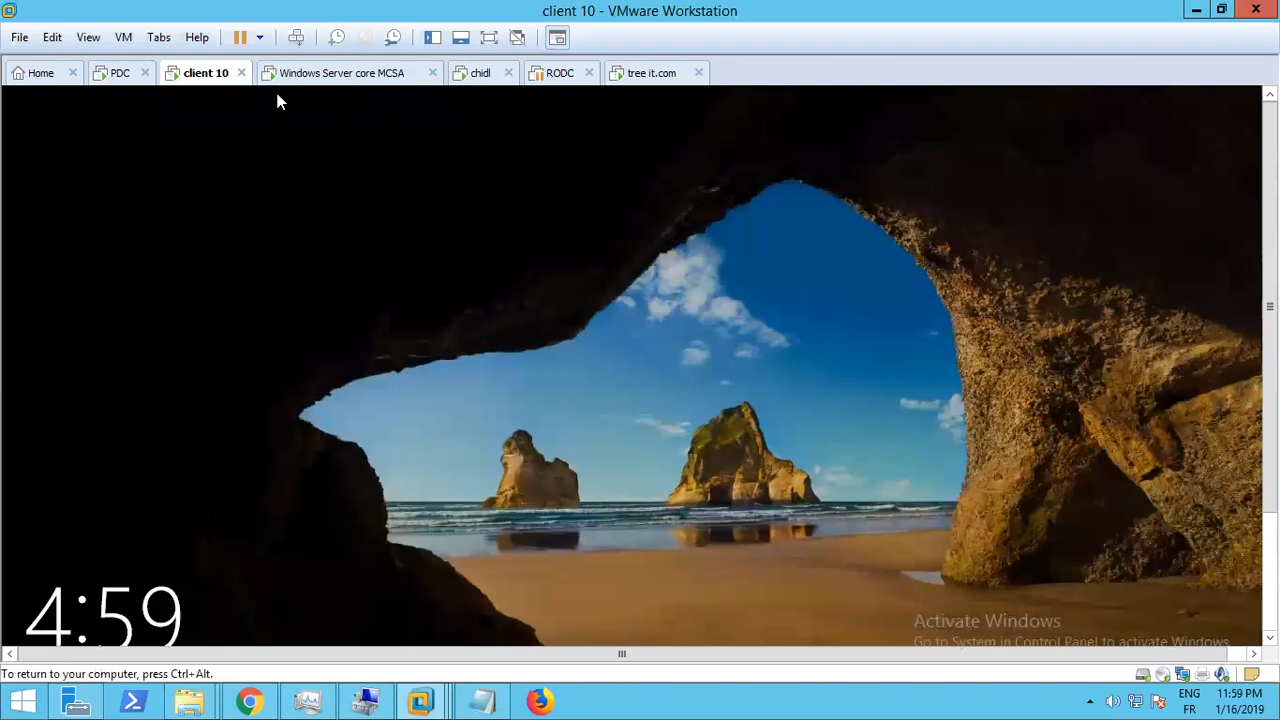 client 10 - VMware Workstation
File Edit View VM Tabs Help
Home PDC client 10 Windows Server core MCSA chidl RODC tree it.com
4:59
Activate Windows
Go to System in Control Panel to activate Windows.
To return to your computer, press Ctrl+Alt.
ENG 11:59 PM
FR 1/16/2019